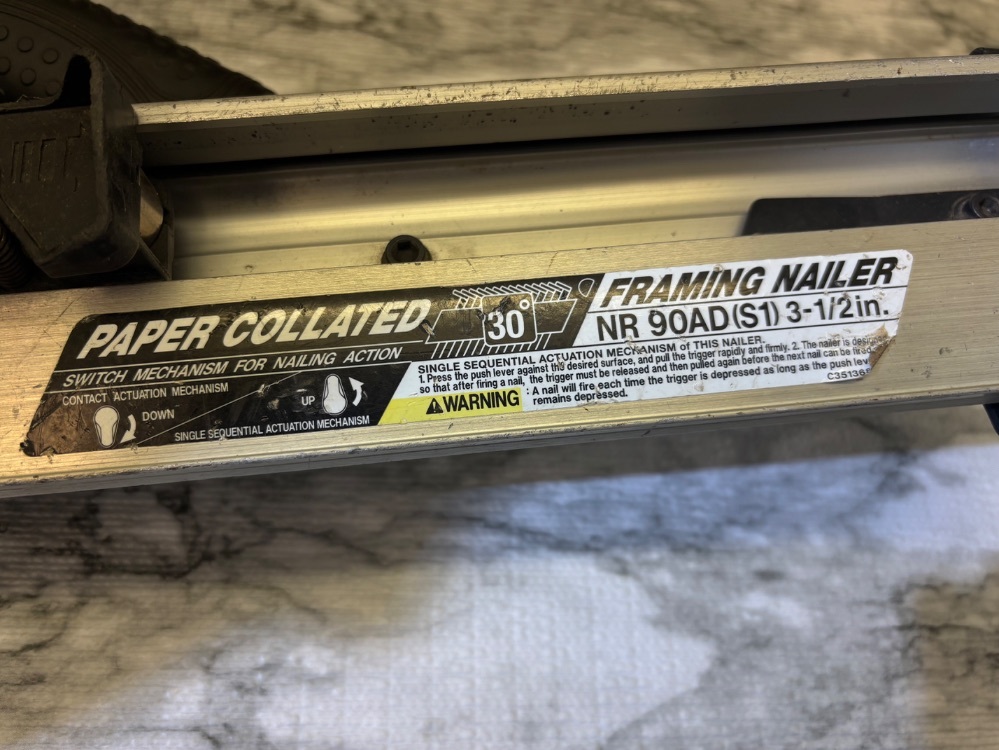 PAPER COLLATED
30°
FRAMING NAILER
NR 90AD(S1) 3-1/2in.
SWITCH MECHANISM FOR NAILING ACTION
CONTACT ACTUATION MECHANISM
DOWN
UP
SINGLE SEQUENTIAL ACTUATION MECHANISM
SINGLE SEQUENTIAL ACTUATION MECHANISM of THIS NAILER.
1. Press the push lever against this desired surface, and pull the trigger rapidly and firmly. 2. The nailer is
so that after firing a nail, the trigger must be released and then pulled again before the next nail can be
WARNING : A nail will fire each time the trigger is depressed as long as the push
remains depressed.